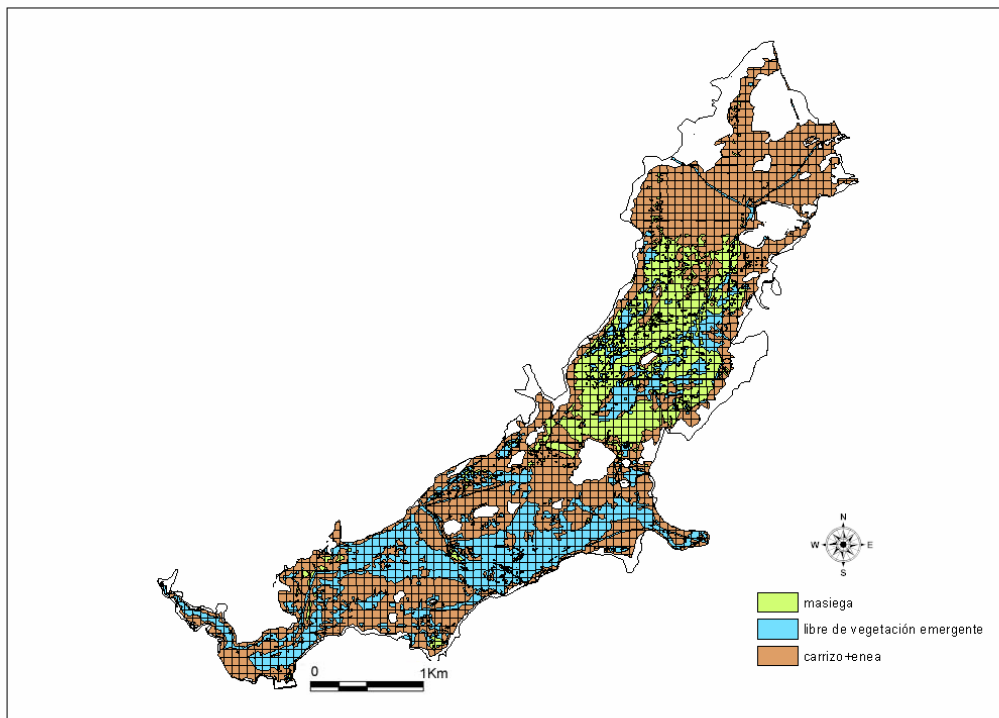 N
W E
S
masiega
libre de vegetación emergente
carrizo+enea
0 1Km